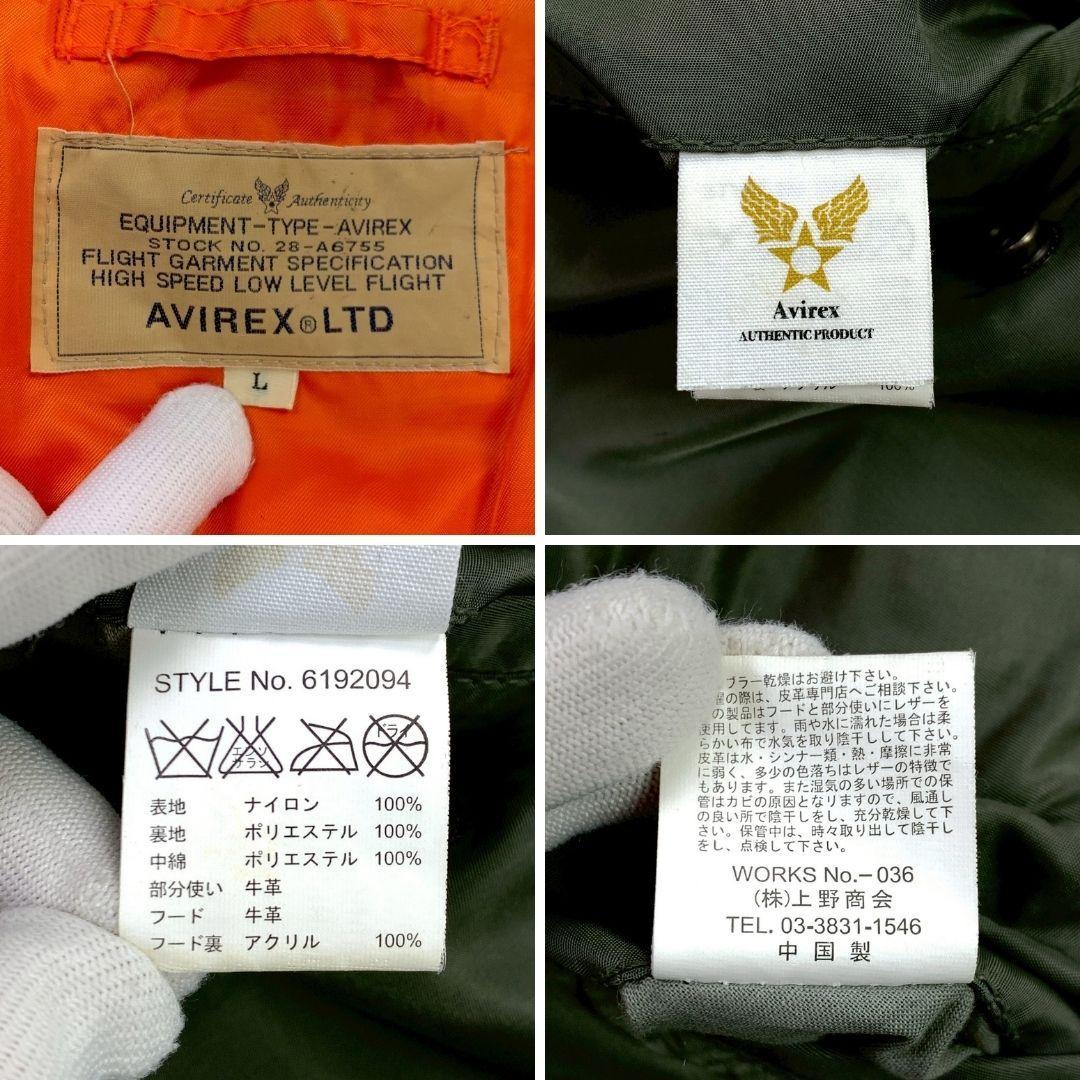 Certificate Authenticity
EQUIPMENT-TYPE-AVIREX
STOCK NO. 28-A6755
FLIGHT GARMENT SPECIFICATION
HIGH SPEED LOW LEVEL FLIGHT
AVIREX®LTD
L
Avirex
AUTHENTIC PRODUCT
アクリル 100%
STYLE No. 6192094
エンソ ドライ
サラシ
表地 ナイロン 100%
裏地 ポリエステル 100%
中綿 ポリエステル 100%
部分使い 牛革
フード 牛革
フード裏 アクリル 100%
ブラー乾燥はお避け下さい。
の際は、皮革専門店へご相談下さい。
の製品はフードと部分使いにレザーを
使用してます。雨や水に濡れた場合は柔
らかい布で水気を取り陰干しして下さい。
皮革は水・シンナー類・熱・摩擦に非常
に弱く、多少の色落ちはレザーの特徴で
もあります。また湿気の多い場所での保
管はカビの原因となりますので、風通し
の良い所で陰干しをし、充分乾燥して下
さい。保管中は、時々取り出して陰干し
をし、点検して下さい。
WORKS No.-036
(株)上野商会
TEL. 03-3831-1546
中国製